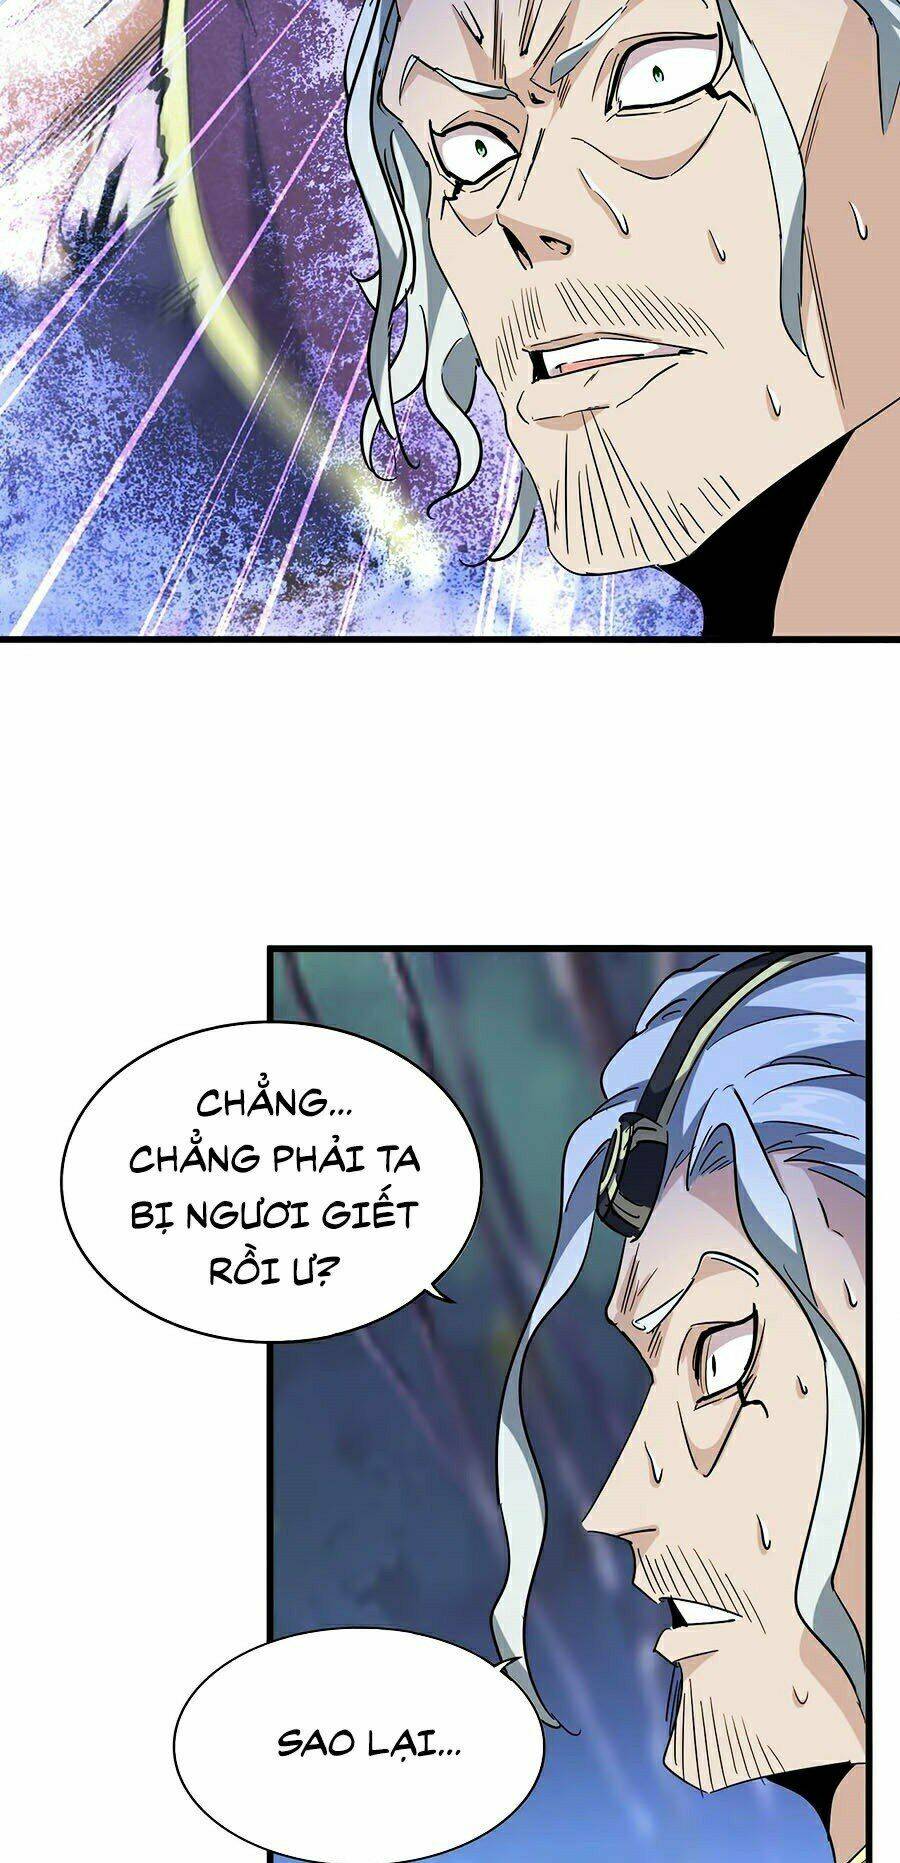 CHẲNG...
CHẲNG PHẢI TA
BỊ NGƯƠI GIẾT
RỒI Ư?
SAO LẠI...